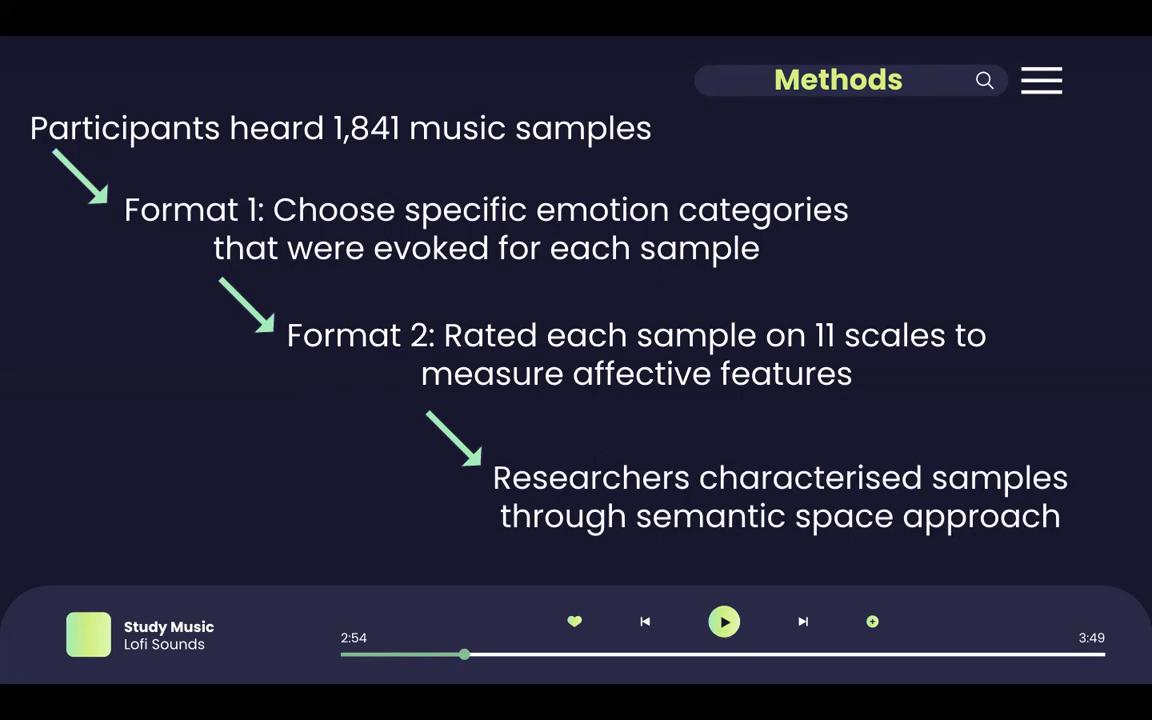 Methods
Participants heard 1,841 music samples
Format 1: Choose specific emotion categories
that were evoked for each sample
Format 2: Rated each sample on 11 scales to
measure affective features
Researchers characterised samples
through semantic space approach
Study Music
Lofi Sounds
2:54
3:49